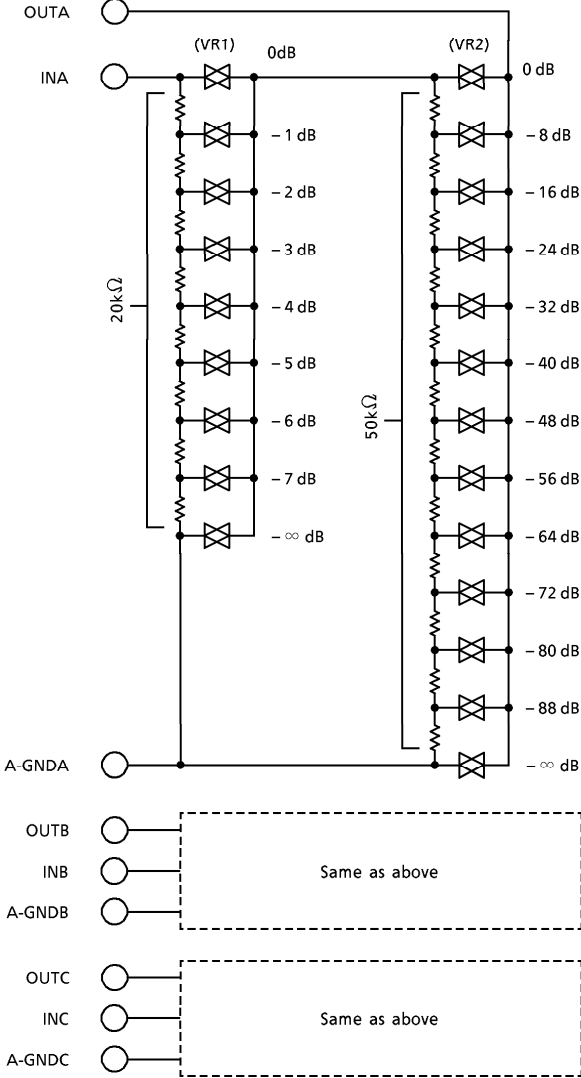 OUTA
(VR1) (VR2)
INA 0dB 0 dB
– 1 dB – 8 dB
– 2 dB – 16 dB
– 3 dB – 24 dB
20kΩ – 4 dB – 32 dB
– 5 dB – 40 dB
50kΩ – 6 dB – 48 dB
– 7 dB – 56 dB
– ∞ dB – 64 dB
– 72 dB
– 80 dB
– 88 dB
A-GNDA – ∞ dB
OUTB
INB Same as above
A-GNDB
OUTC
INC Same as above
A-GNDC